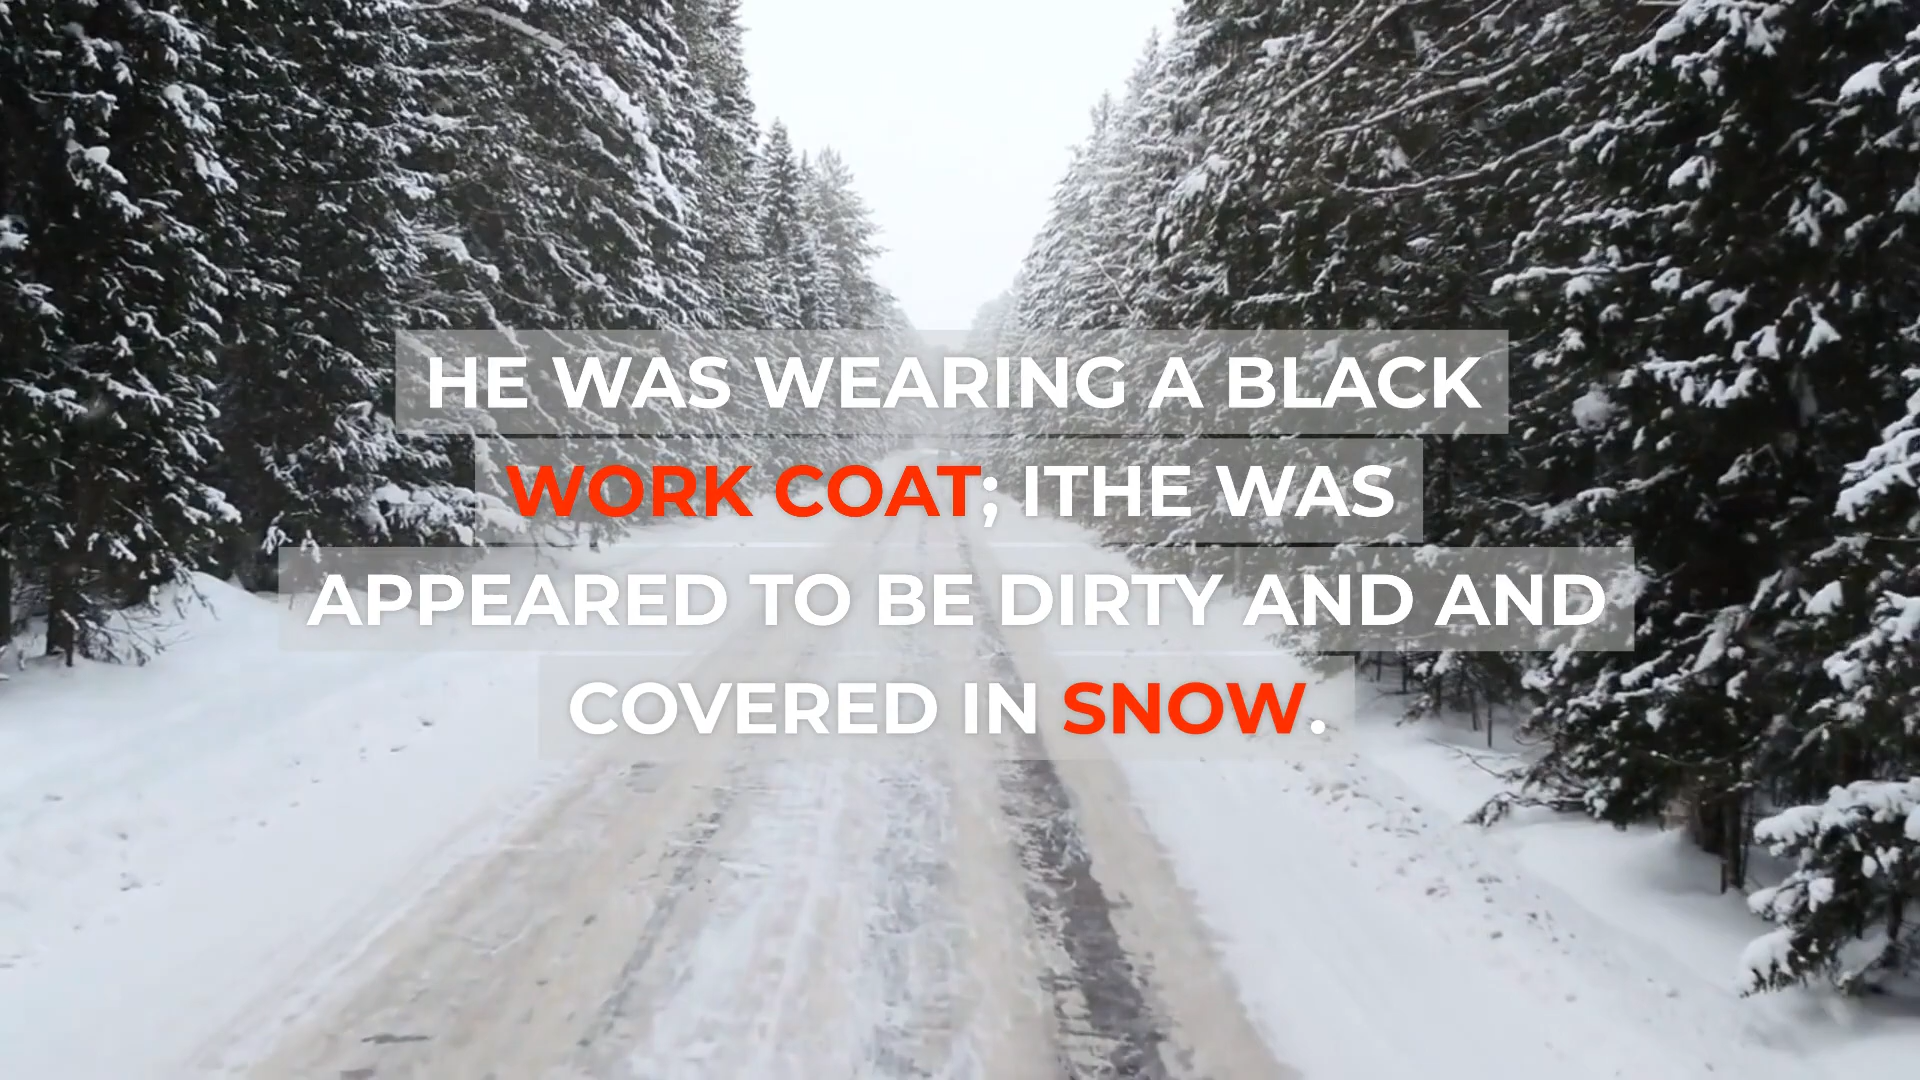 HE WAS WEARING A BLACK
WORK COAT; ITHE WAS
APPEARED TO BE DIRTY AND AND
COVERED IN SNOW.